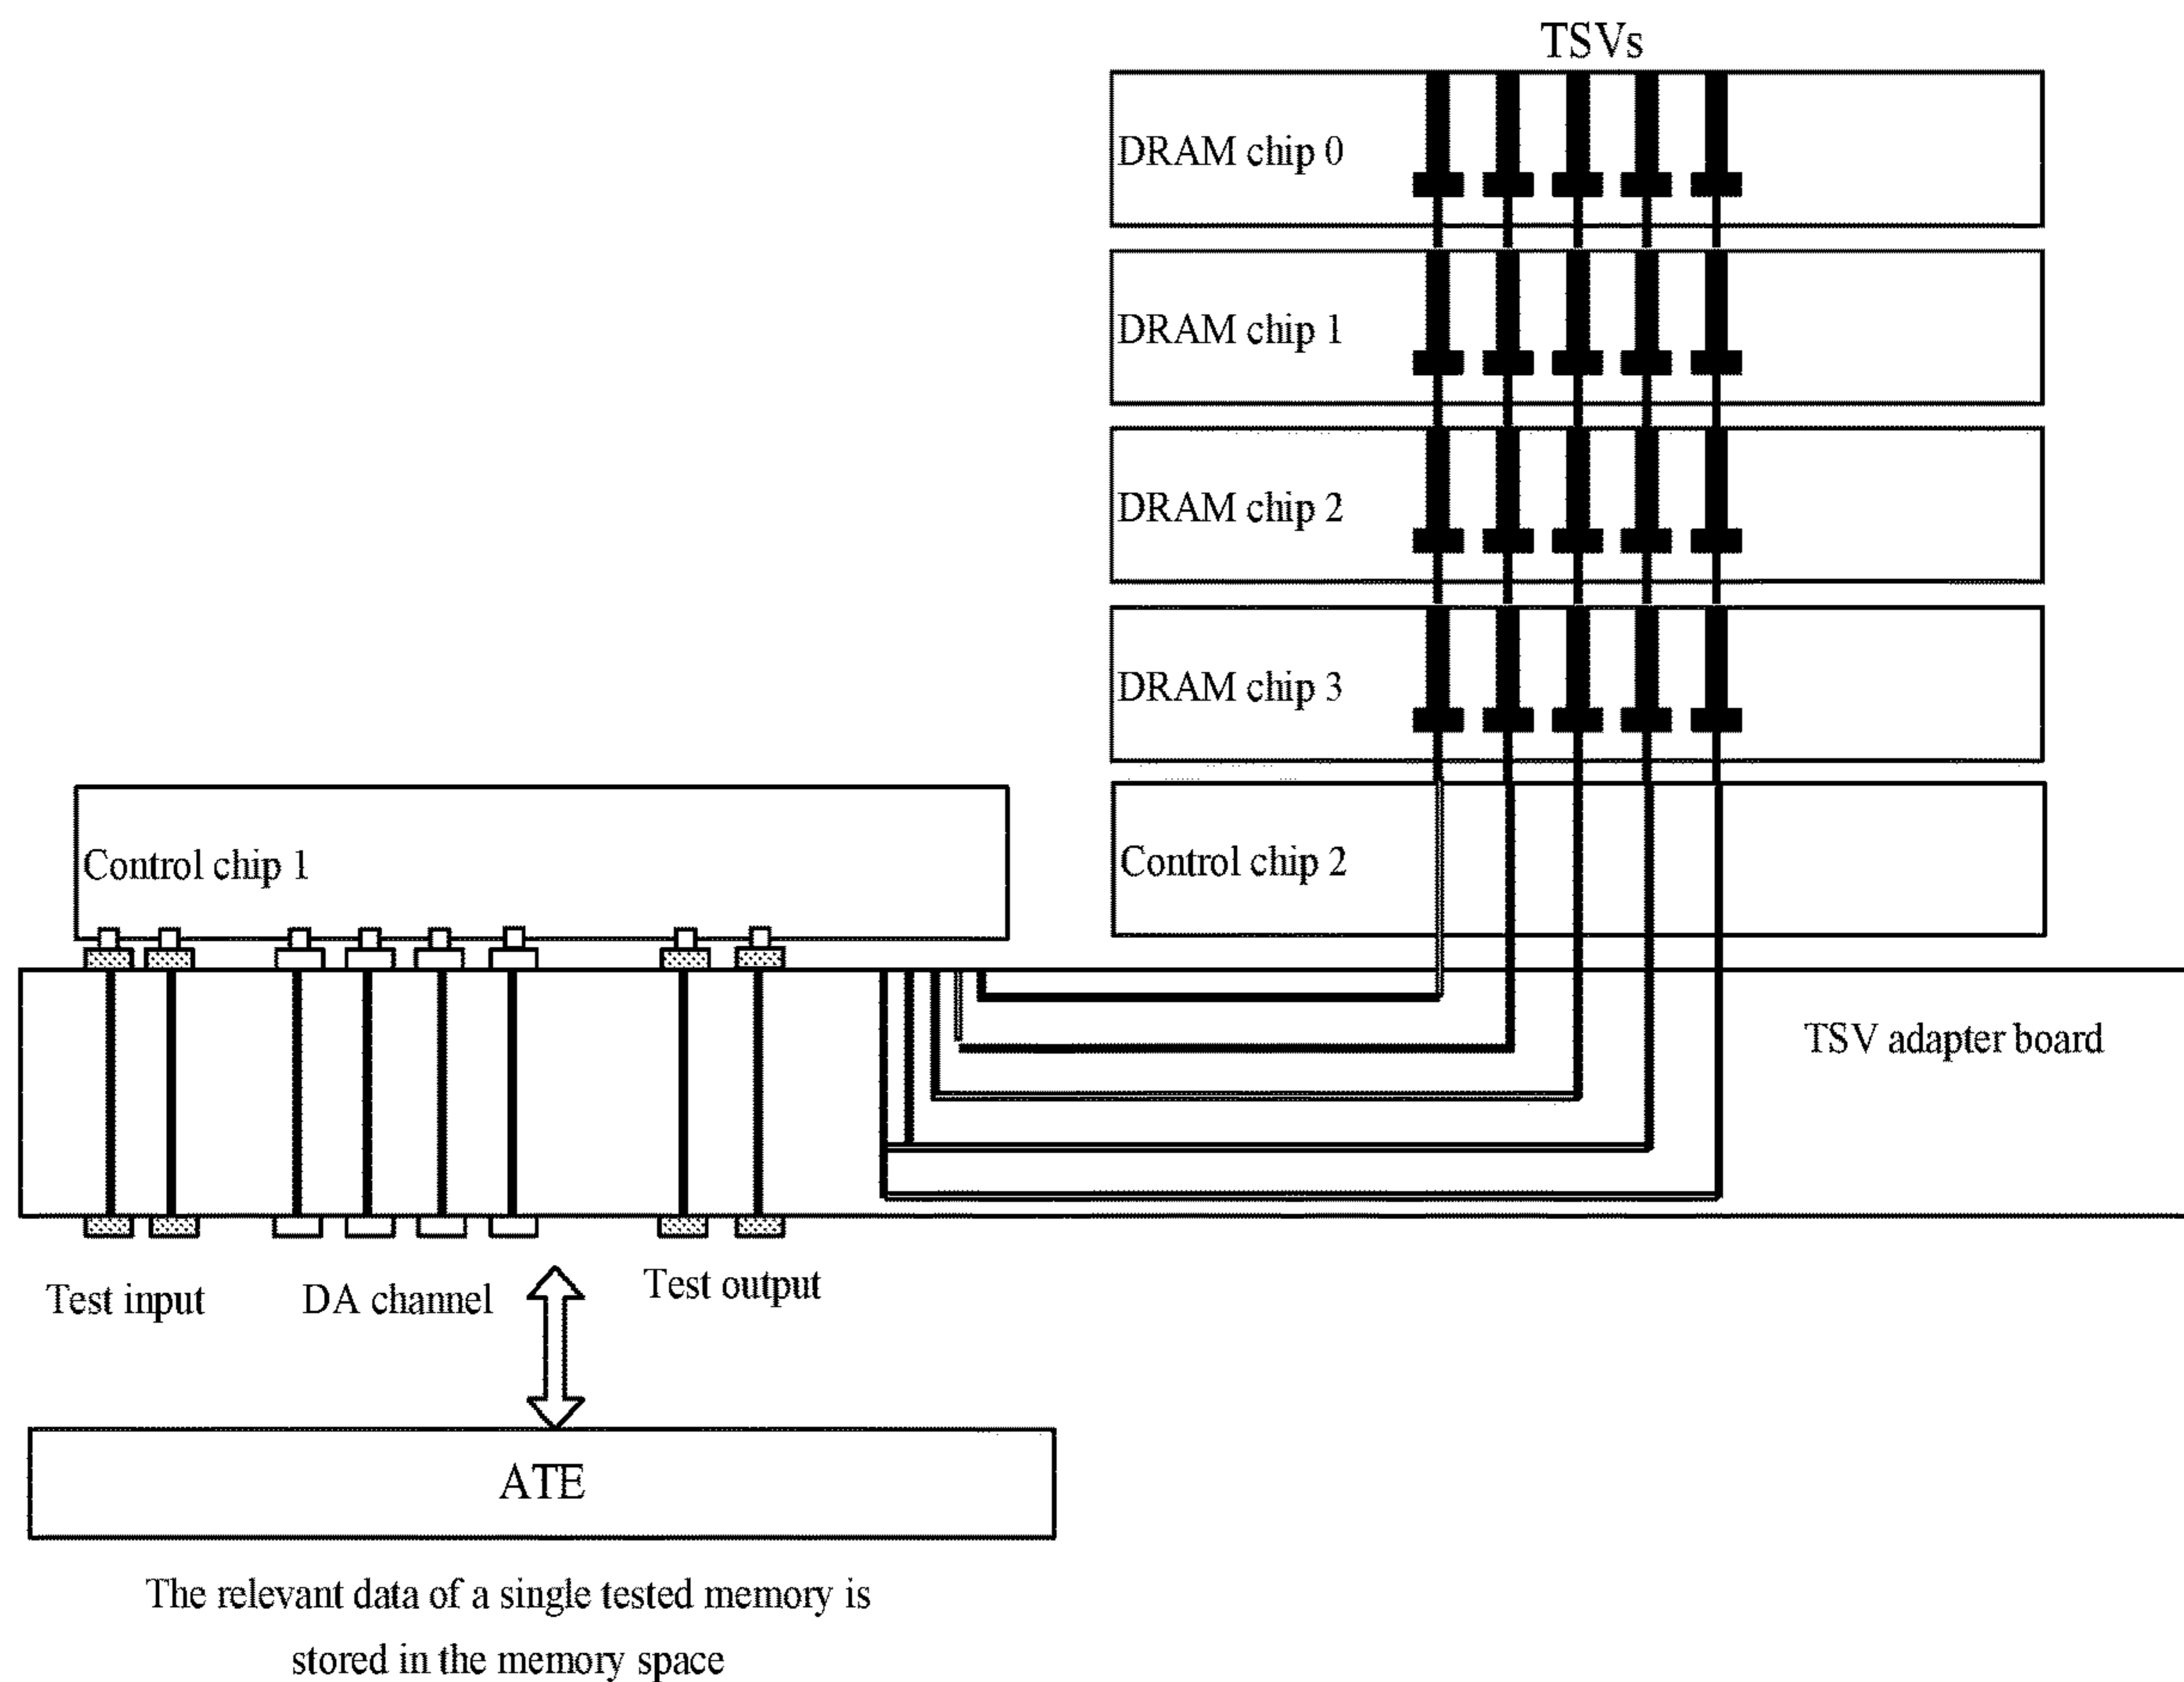 TSVs
DRAM chip 0
DRAM chip 1
DRAM chip 2
DRAM chip 3
Control chip 1
Control chip 2
TSV adapter board
Test input
DA channel
Test output
ATE
The relevant data of a single tested memory is
stored in the memory space